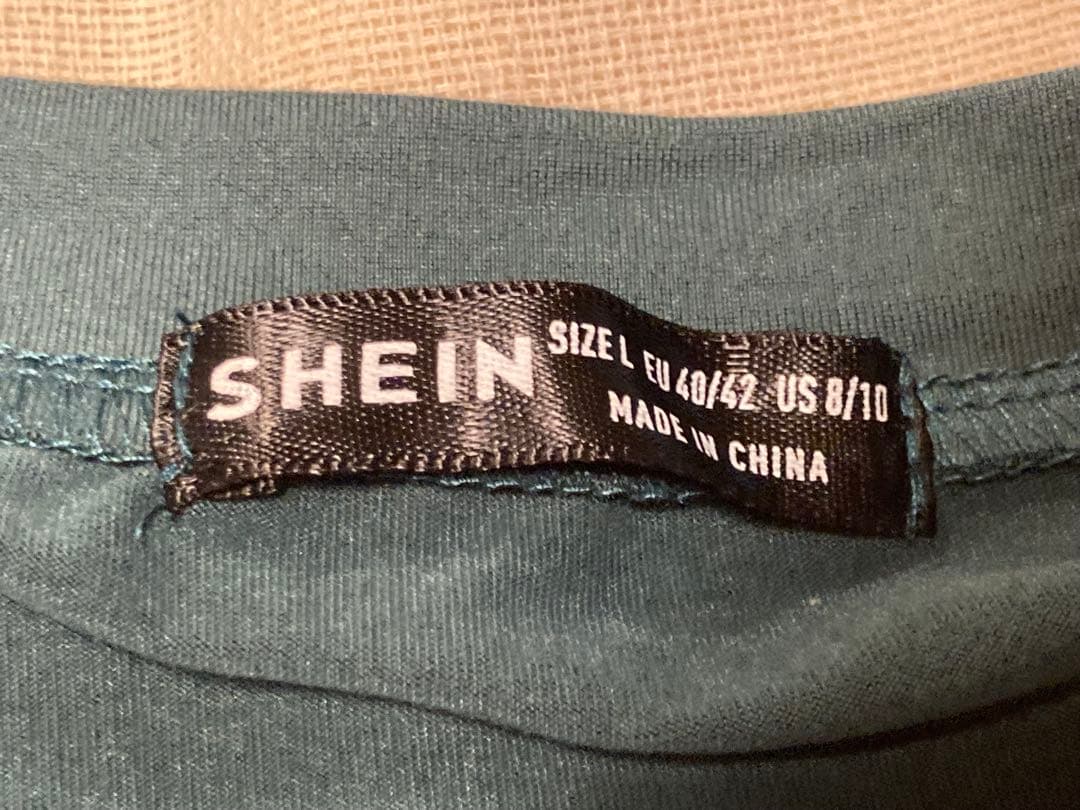 SHEIN
SIZE L EU 40/42 US 8/10
MADE IN CHINA